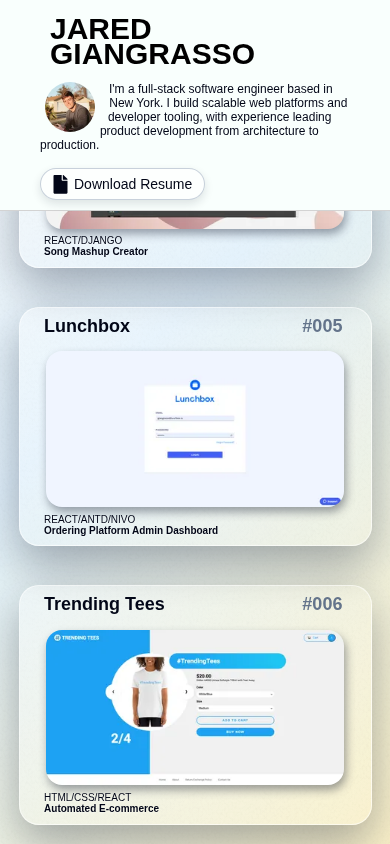 JARED
GIANGRASSO
I'm a full-stack software engineer based in
New York. I build scalable web platforms and
developer tooling, with experience leading
product development from architecture to
production.
Download Resume
REACT/DJANGO
Song Mashup Creator
Lunchbox #005
Lunchbox
REACT/ANTD/NIVO
Ordering Platform Admin Dashboard
Trending Tees #006
TRENDING TEES
#TrendingTees
$20.00
2/4
ADD TO CART
BUY NOW
HTML/CSS/REACT
Automated E-commerce